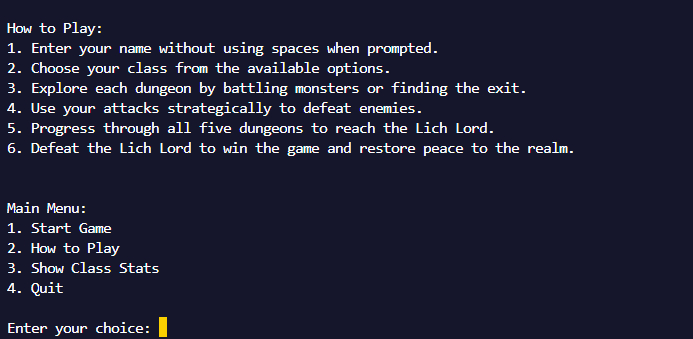 How to Play:
1. Enter your name without using spaces when prompted.
2. Choose your class from the available options.
3. Explore each dungeon by battling monsters or finding the exit.
4. Use your attacks strategically to defeat enemies.
5. Progress through all five dungeons to reach the Lich Lord.
6. Defeat the Lich Lord to win the game and restore peace to the realm.
Main Menu:
1. Start Game
2. How to Play
3. Show Class Stats
4. Quit
Enter your choice: